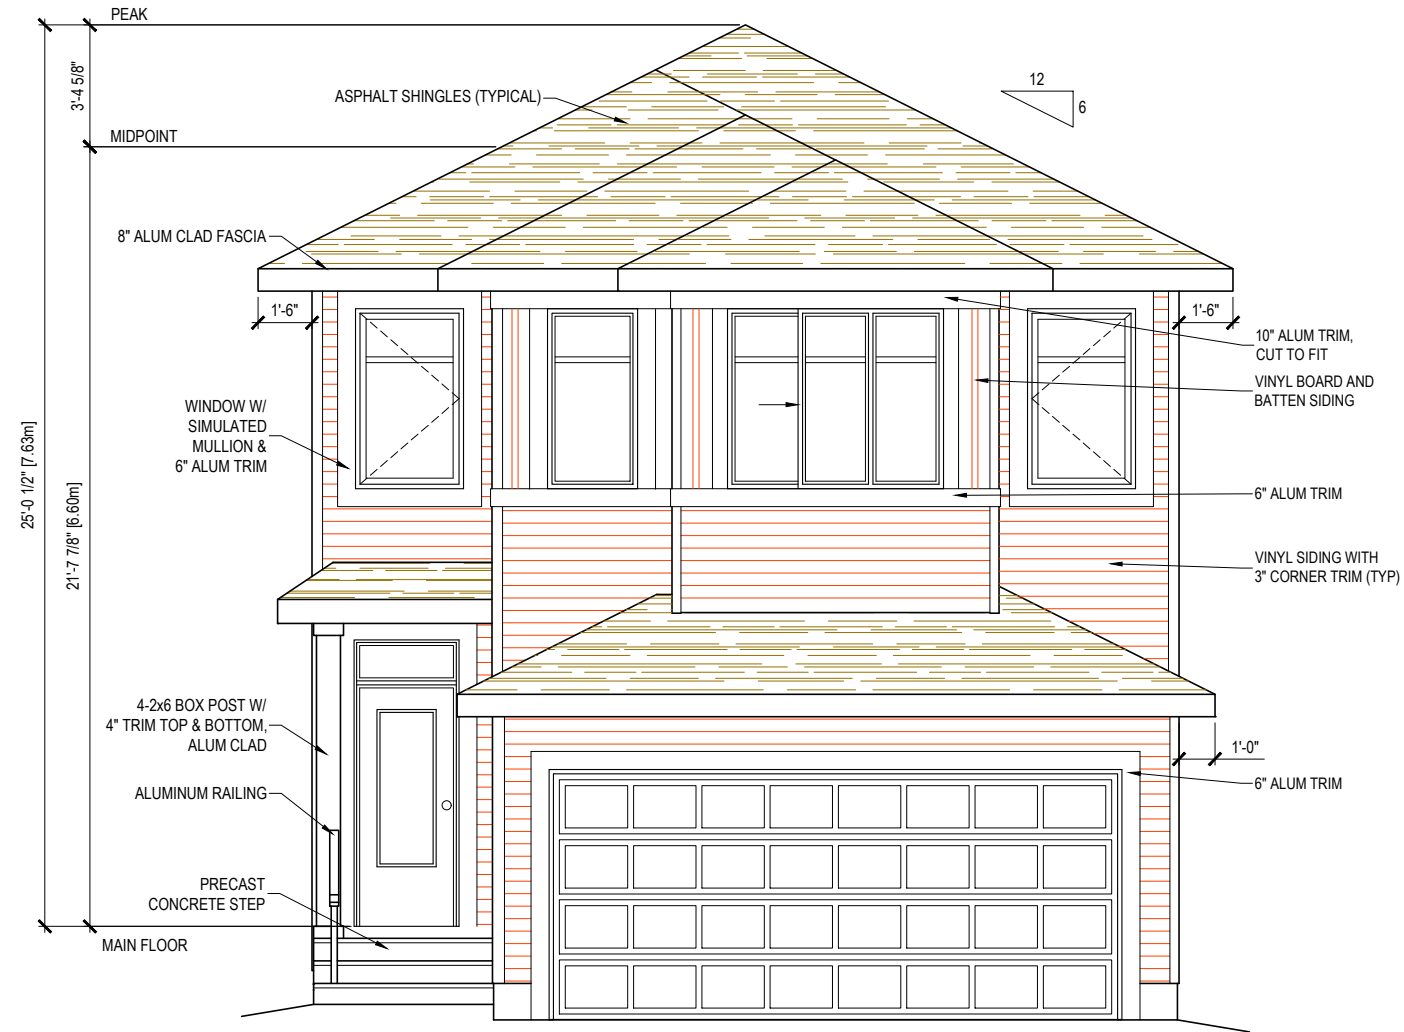 PEAK
3'-4 5/8"
MIDPOINT
ASPHALT SHINGLES (TYPICAL)
12
6
8" ALUM CLAD FASCIA
1'-6"
1'-6"
10" ALUM TRIM,
CUT TO FIT
VINYL BOARD AND
BATTEN SIDING
WINDOW W/
SIMULATED
MULLION &
6" ALUM TRIM
25'-0 1/2" [7.63m]
21'-7 7/8" [6.60m]
6" ALUM TRIM
VINYL SIDING WITH
3" CORNER TRIM (TYP)
4-2x6 BOX POST W/
4" TRIM TOP & BOTTOM,
ALUM CLAD
1'-0"
6" ALUM TRIM
ALUMINUM RAILING
PRECAST
CONCRETE STEP
MAIN FLOOR